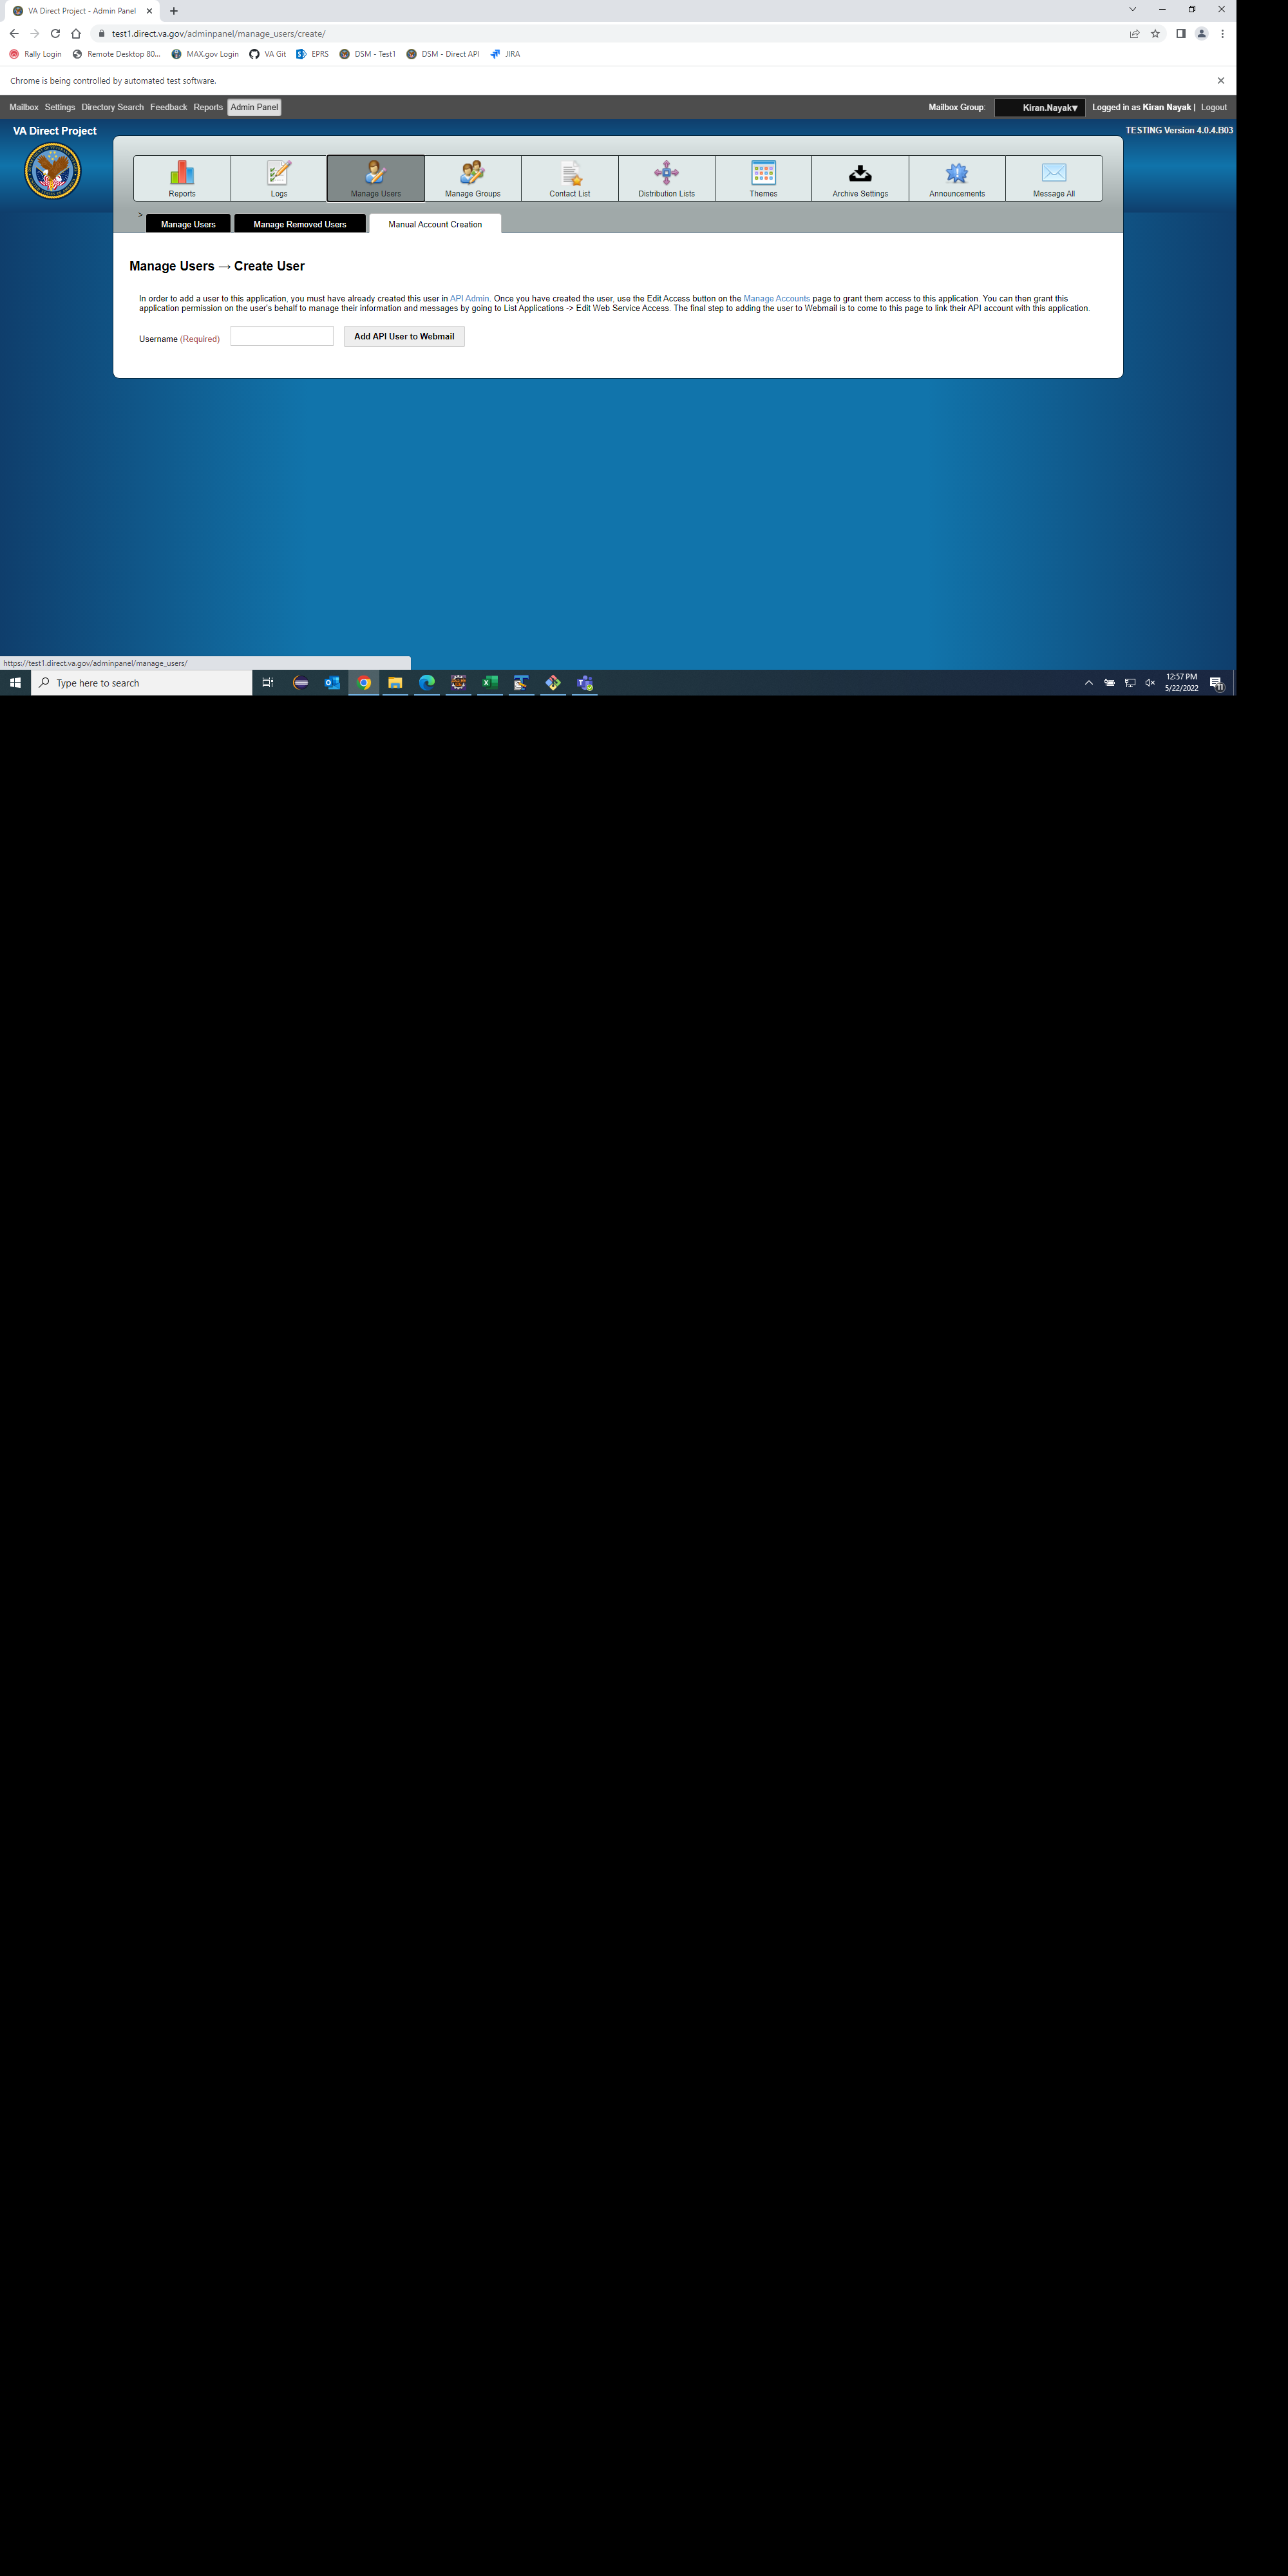 VA Direct Project - Admin Panel
test1.direct.va.gov/adminpanel/manage_users/create/
Rally Login Remote Desktop 80... MAX.gov Login VA Git EPRS DSM - Test1 DSM - Direct API JIRA
Chrome is being controlled by automated test software.
Mailbox Settings Directory Search Feedback Reports Admin Panel Mailbox Group: Kiran.Nayak▼ Logged in as Kiran Nayak | Logout
VA Direct Project TESTING Version 4.0.4.B03
Reports Logs Manage Users Manage Groups Contact List Distribution Lists Themes Archive Settings Announcements Message All
> Manage Users Manage Removed Users Manual Account Creation
Manage Users → Create User
In order to add a user to this application, you must have already created this user in API Admin. Once you have created the user, use the Edit Access button on the Manage Accounts page to grant them access to this application. You can then grant this
application permission on the user's behalf to manage their information and messages by going to List Applications -> Edit Web Service Access. The final step to adding the user to Webmail is to come to this page to link their API account with this application.
Username (Required) Add API User to Webmail
https://test1.direct.va.gov/adminpanel/manage_users/
Type here to search
12:57 PM
5/22/2022